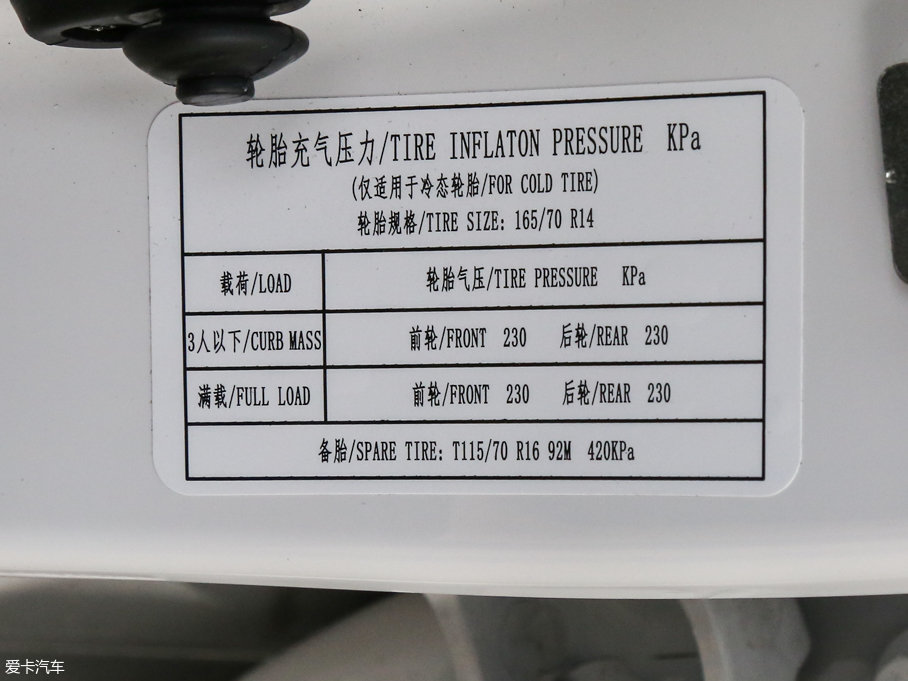 轮胎充气压力/TIRE INFLATON PRESSURE KPa
(仅适用于冷态轮胎/FOR COLD TIRE)
轮胎规格/TIRE SIZE: 165/70 R14
载荷/LOAD 轮胎气压/TIRE PRESSURE KPa
3人以下/CURB MASS 前轮/FRONT 230 后轮/REAR 230
满载/FULL LOAD 前轮/FRONT 230 后轮/REAR 230
备胎/SPARE TIRE: T115/70 R16 92M 420KPa
爱卡汽车